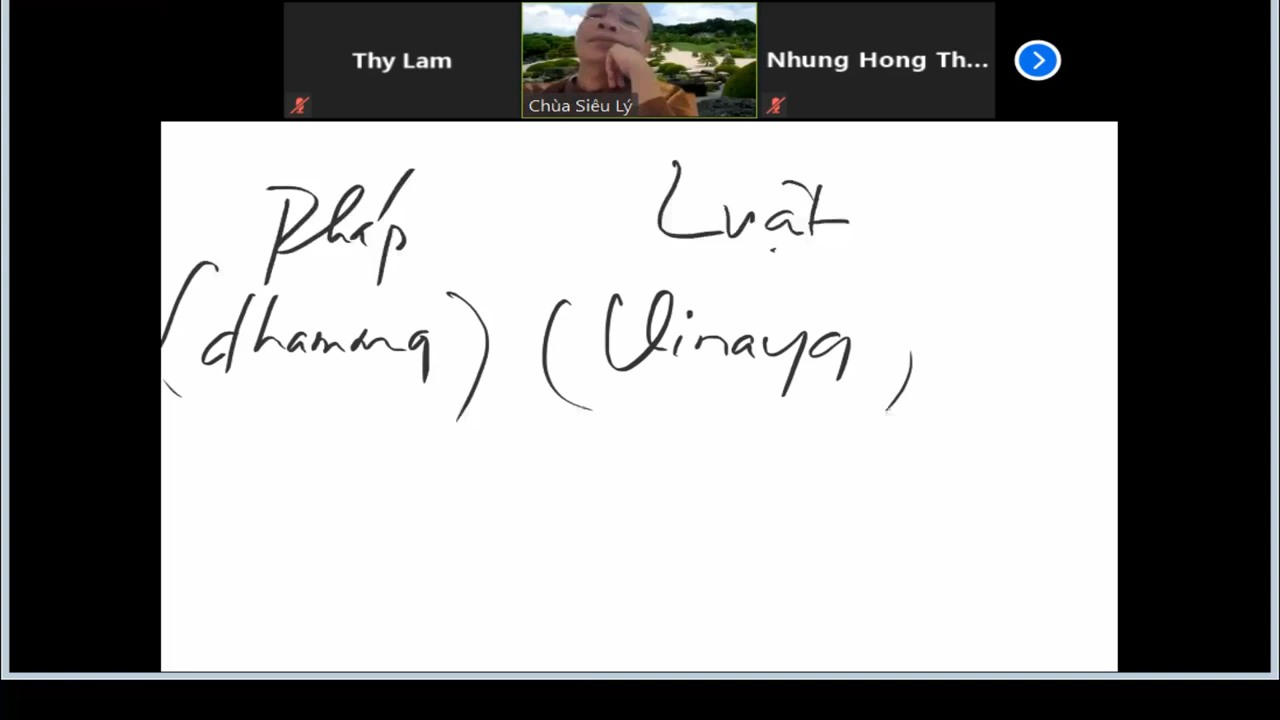 Thy Lam
Chùa Siêu Lý
Nhung Hong Th...
Pháp Luật
(dhamma) (Vinaya)